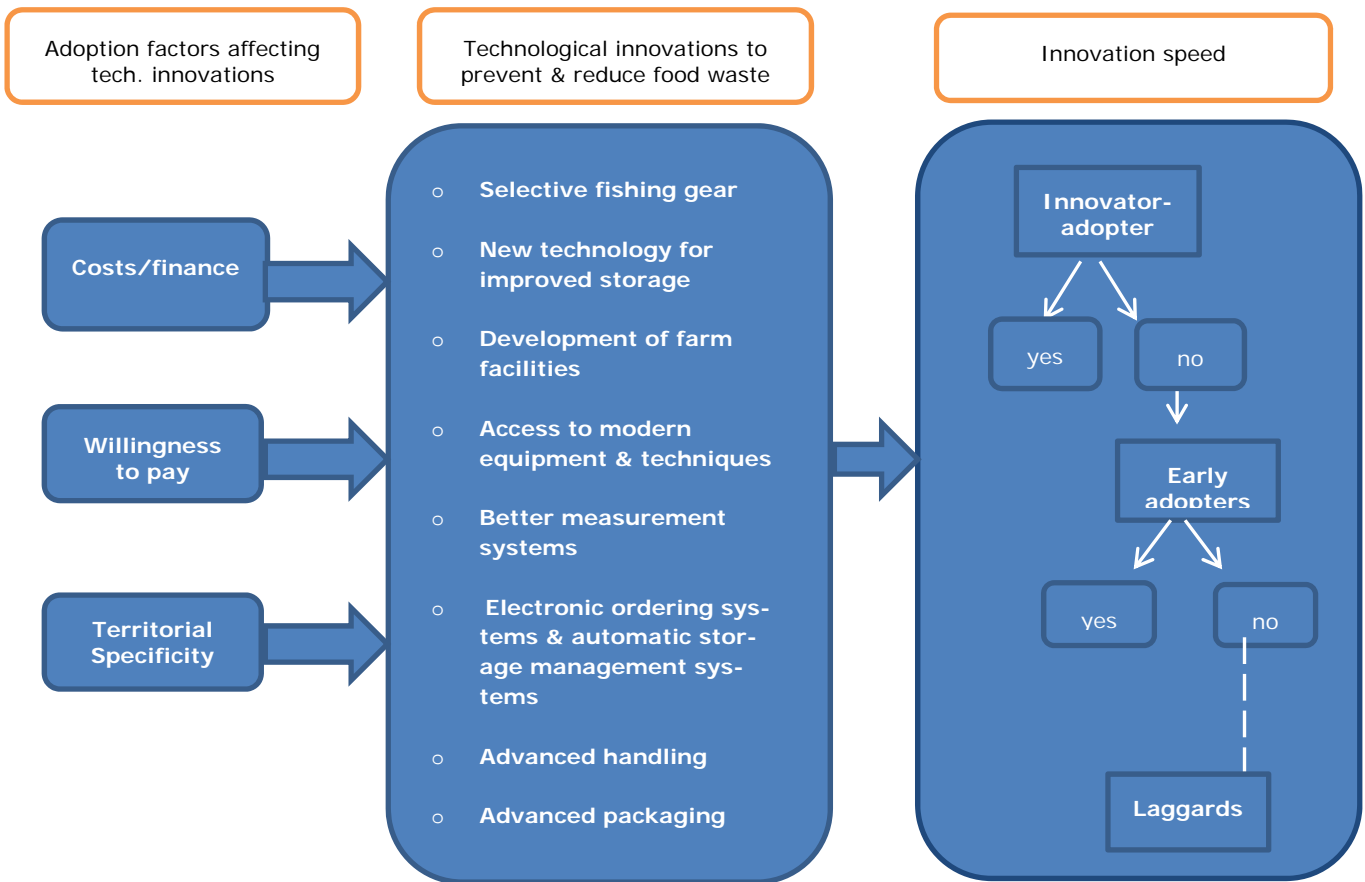 Adoption factors affecting
tech. innovations
Technological innovations to
prevent & reduce food waste
Innovation speed
Costs/finance
Willingness
to pay
Territorial
Specificity
o Selective fishing gear
o New technology for
improved storage
o Development of farm
facilities
o Access to modern
equipment & techniques
o Better measurement
systems
o Electronic ordering sys-
tems & automatic stor-
age management sys-
tems
o Advanced handling
o Advanced packaging
Innovator-
adopter
yes
no
Early
adopters
yes
no
Laggards